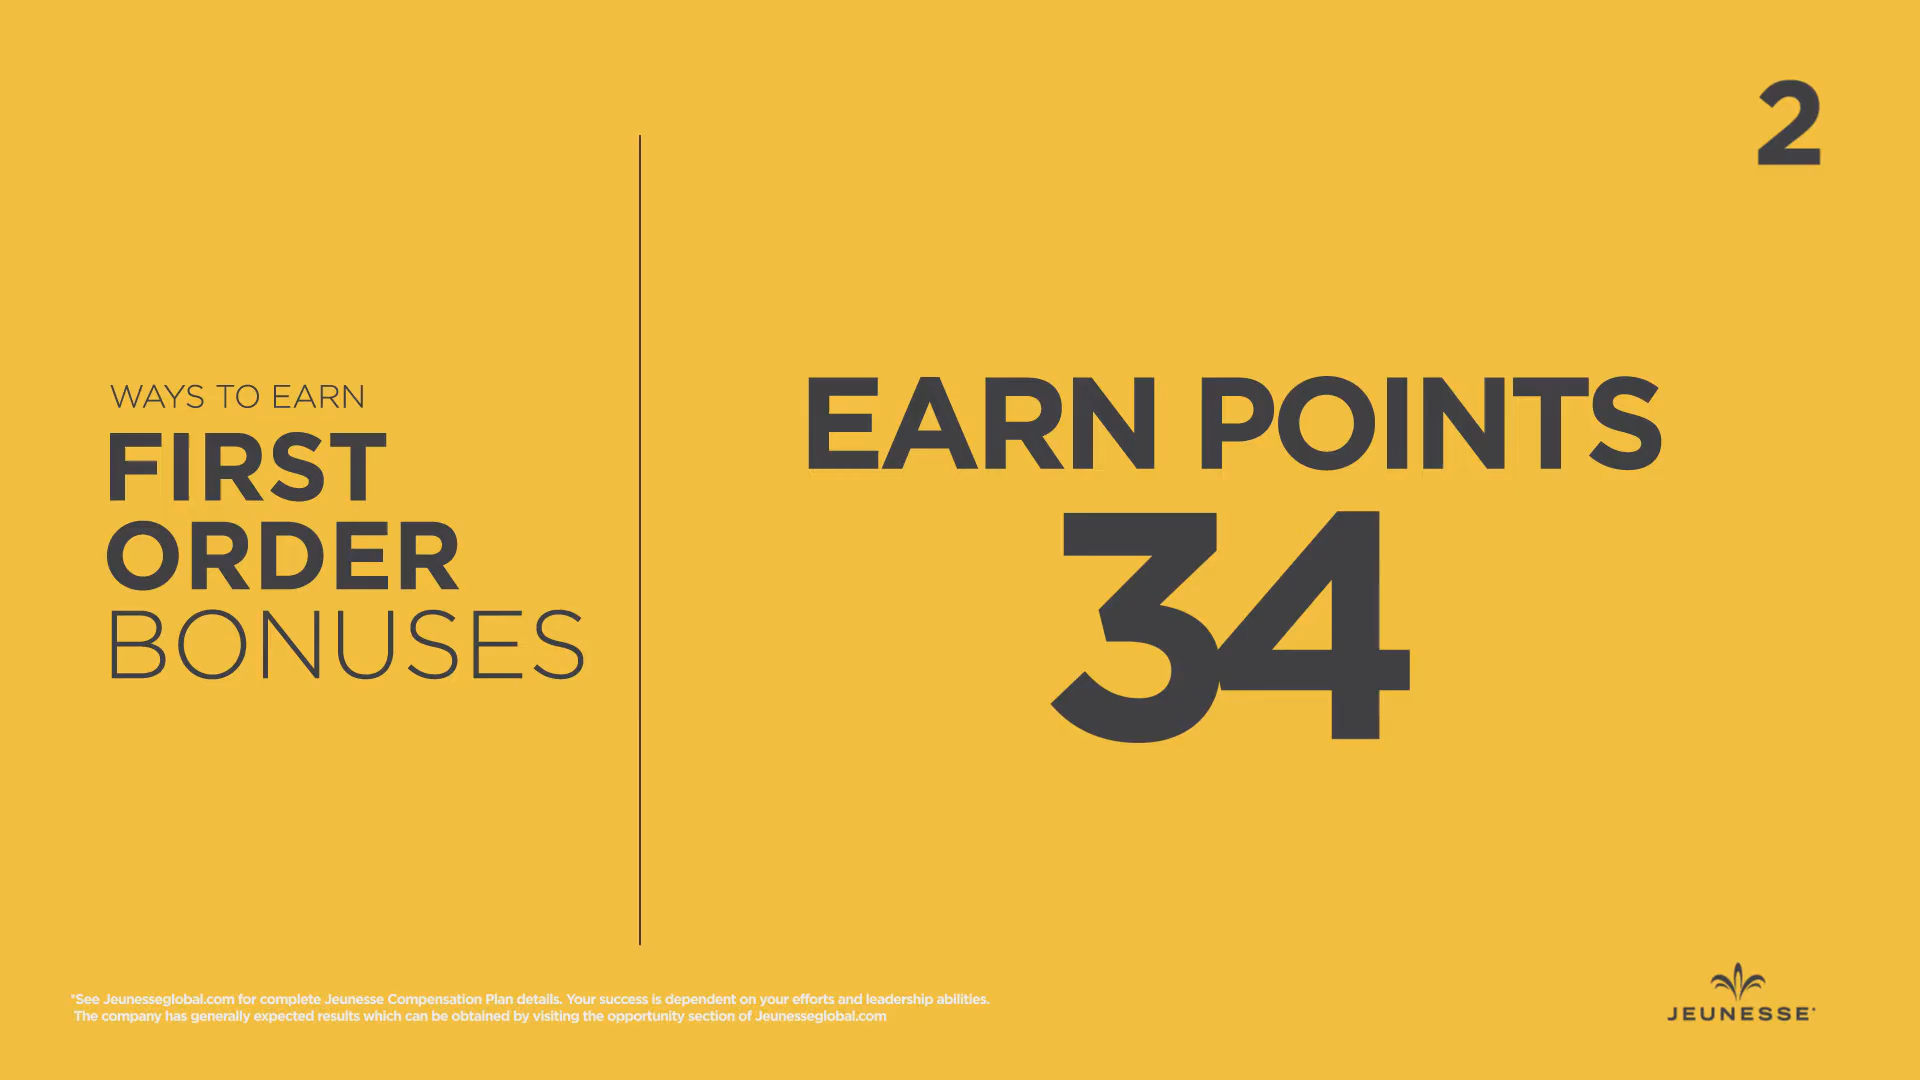 2
WAYS TO EARN
FIRST
ORDER
BONUSES
EARN POINTS
34
*See Jeunesseglobal.com for complete Jeunesse Compensation Plan details. Your success is dependent on your efforts and leadership abilities.
The company has generally expected results which can be obtained by visiting the opportunity section of Jeunesseglobal.com
JEUNESSE